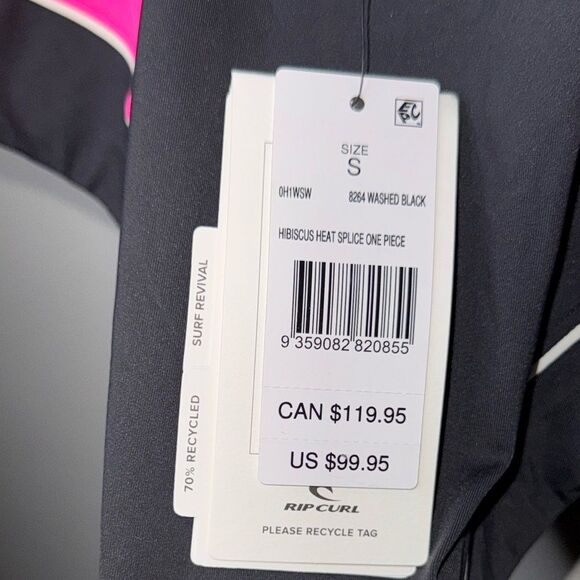 SIZE
S
0H1WSW 8264 WASHED BLACK
HIBISCUS HEAT SPLICE ONE PIECE
9 359082 820855
CAN $119.95
US $99.95
RIP CURL
PLEASE RECYCLE TAG
SURF REVIVAL
70% RECYCLED